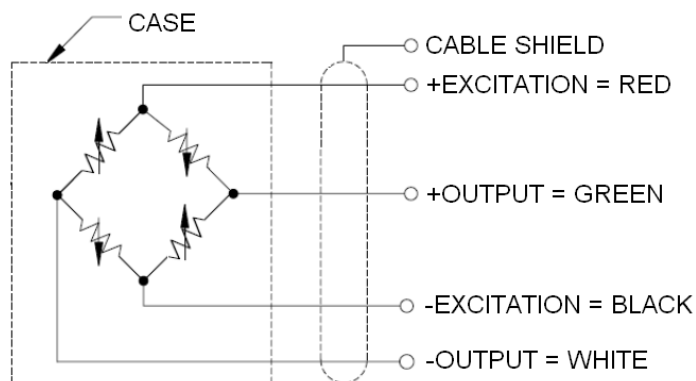 CASE
CABLE SHIELD
+EXCITATION = RED
+OUTPUT = GREEN
-EXCITATION = BLACK
-OUTPUT = WHITE